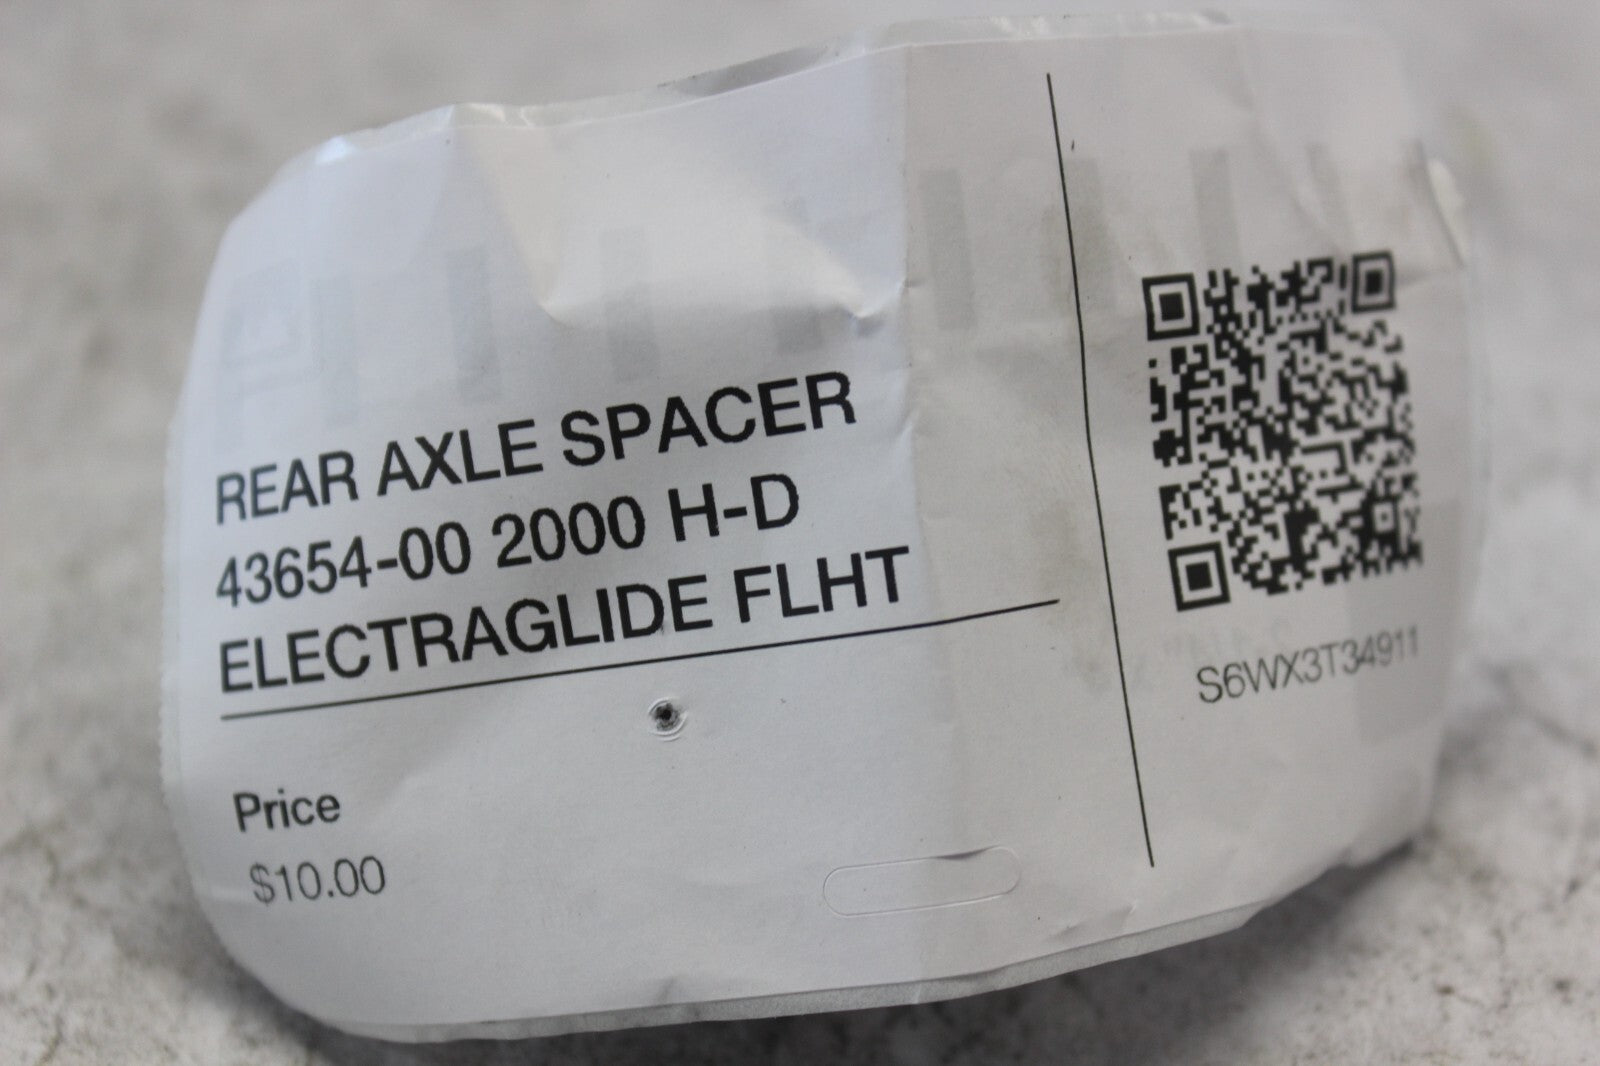 REAR AXLE SPACER
43654-00 2000 H-D
ELECTRAGLIDE FLHT
Price
$10.00
S6WX3T34911